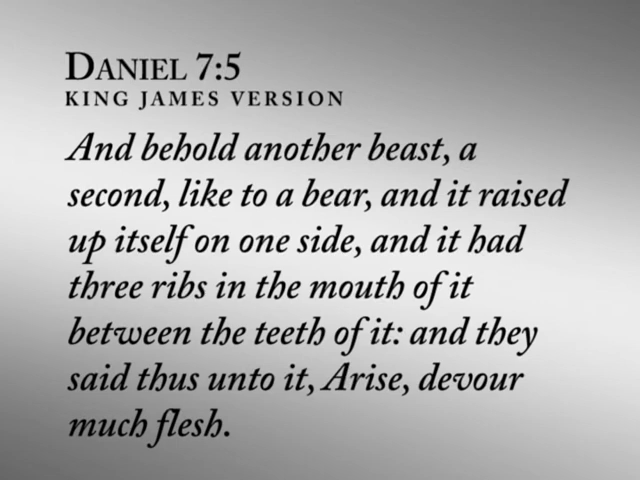 Daniel 7:5
KING JAMES VERSION
And behold another beast, a
second, like to a bear, and it raised
up itself on one side, and it had
three ribs in the mouth of it
between the teeth of it: and they
said thus unto it, Arise, devour
much flesh.